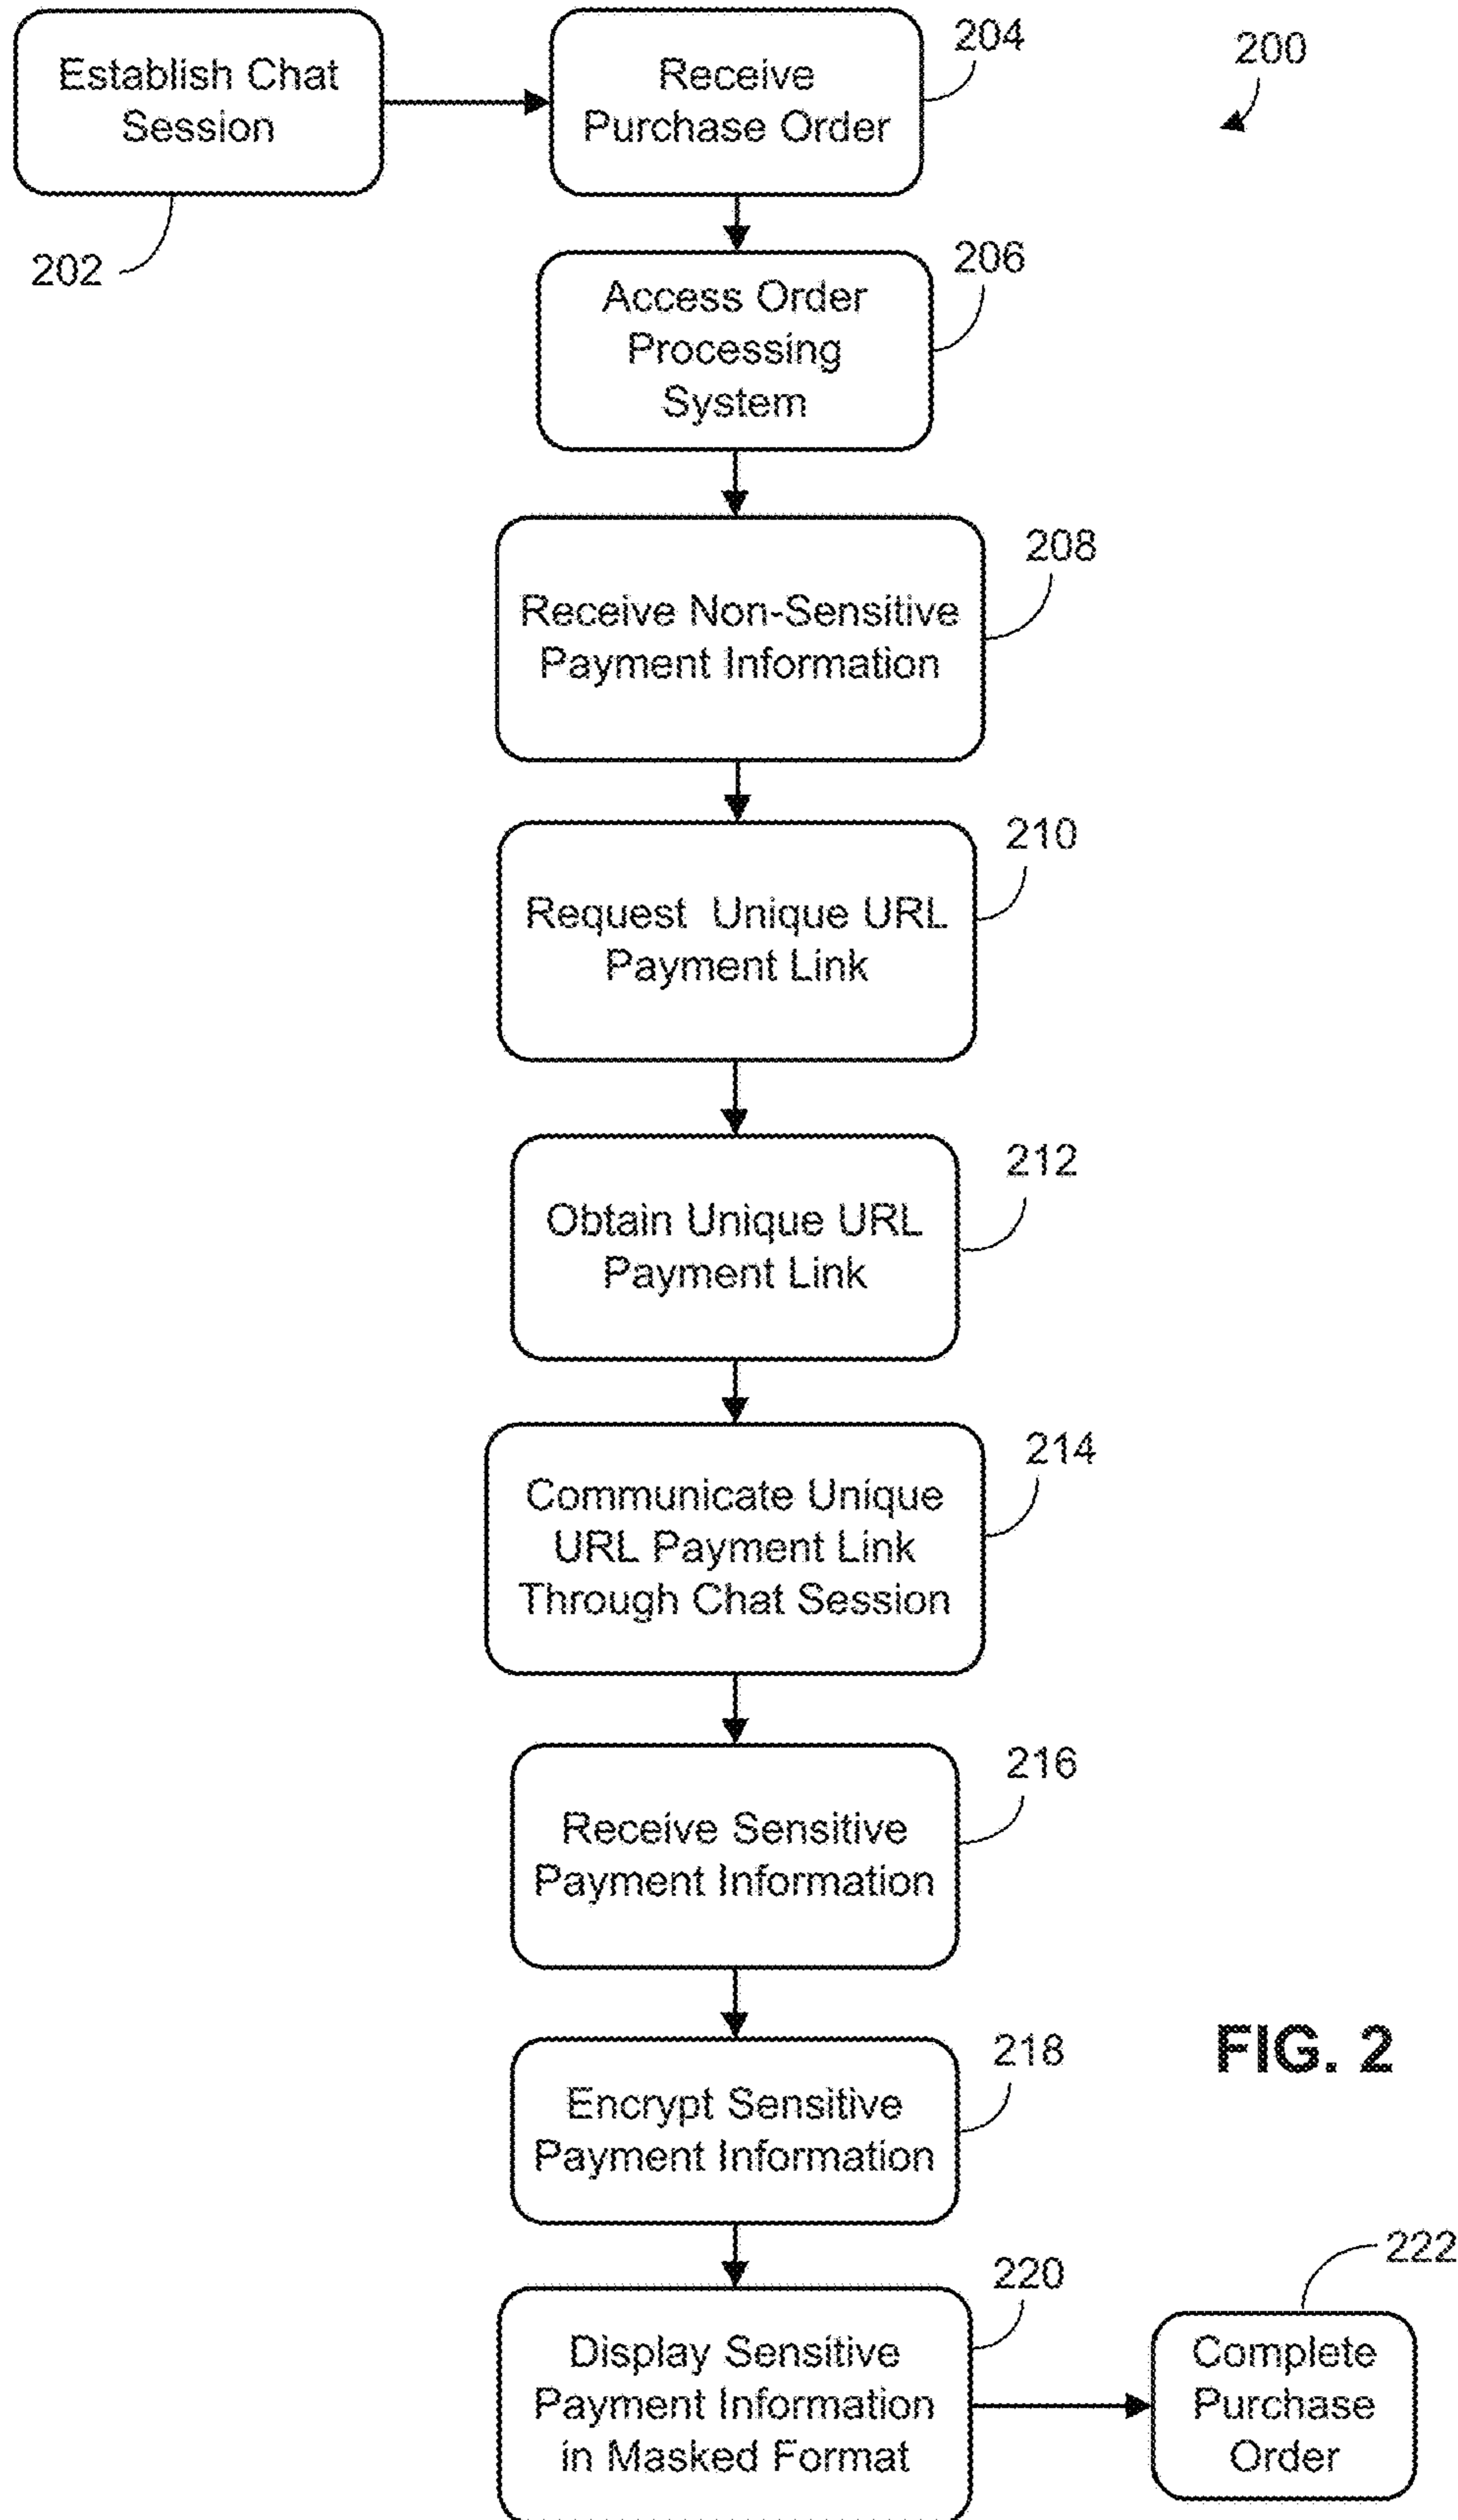 Establish Chat
Session
202
Receive
Purchase Order
204
200
Access Order
Processing
System
206
Receive Non-Sensitive
Payment Information
208
Request Unique URL
Payment Link
210
Obtain Unique URL
Payment Link
212
Communicate Unique
URL Payment Link
Through Chat Session
214
Receive Sensitive
Payment Information
216
Encrypt Sensitive
Payment Information
218
FIG. 2
Display Sensitive
Payment Information
in Masked Format
220
Complete
Purchase
Order
222